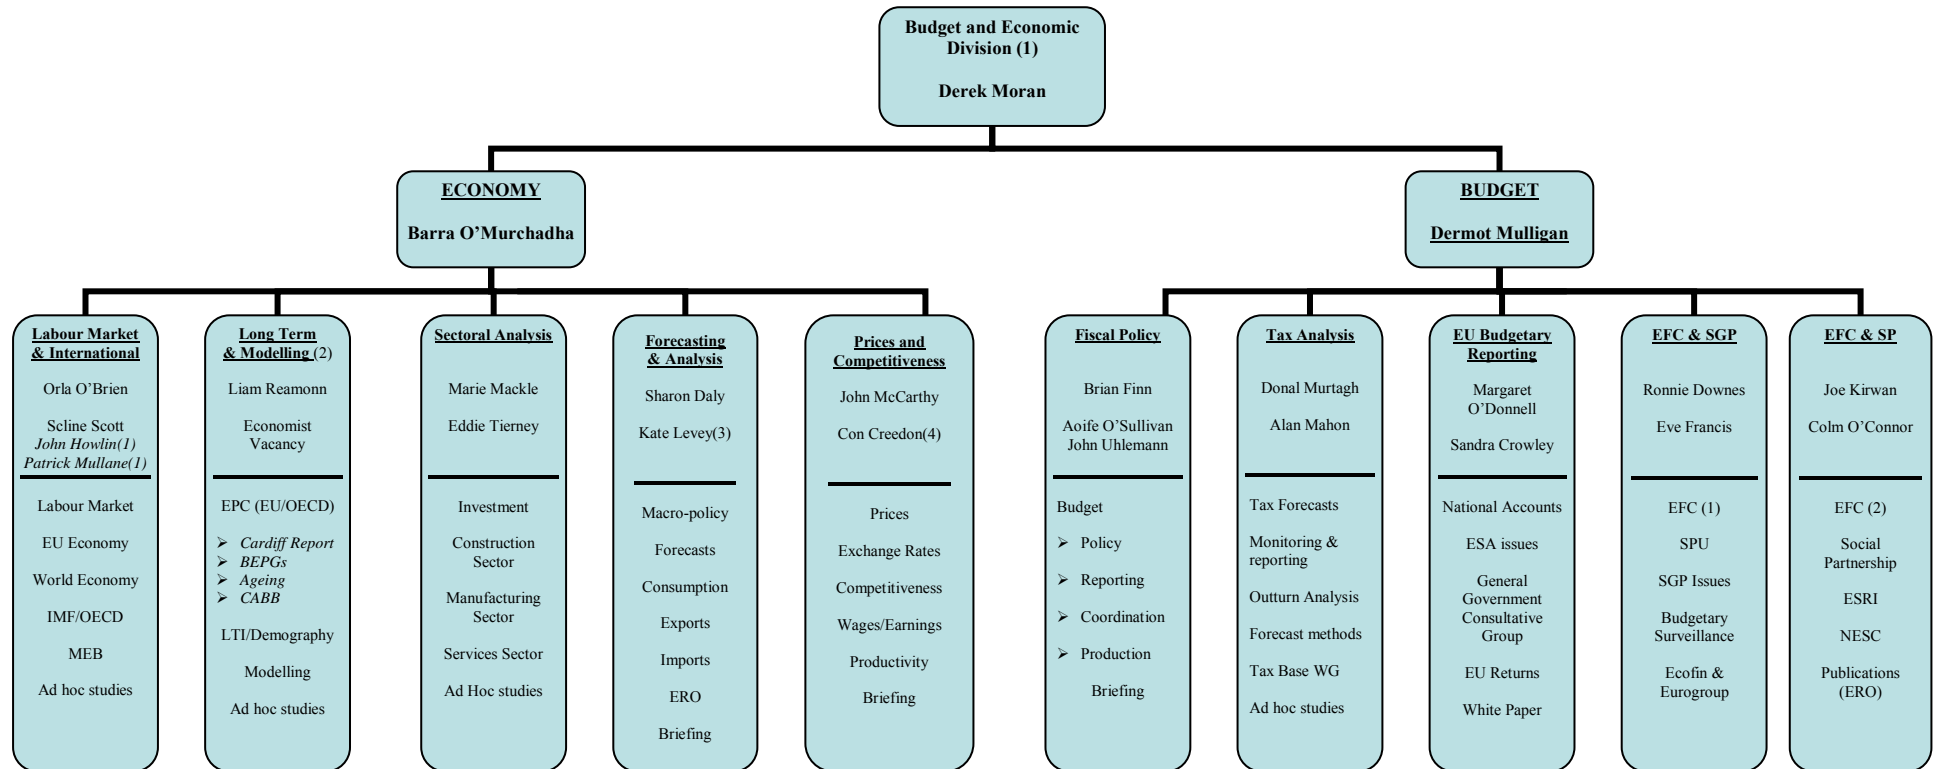 Budget and Economic
Division (1)
Derek Moran
ECONOMY
Barra O’Murchadha
BUDGET
Dermot Mulligan
Labour Market
& International
Orla O’Brien
Scline Scott
John Howlin(1)
Patrick Mullane(1)
Labour Market
EU Economy
World Economy
IMF/OECD
MEB
Ad hoc studies
Long Term
& Modelling (2)
Liam Reamonn
Economist
Vacancy
EPC (EU/OECD)
➢ Cardiff Report
➢ BEPGs
➢ Ageing
➢ CABB
LTI/Demography
Modelling
Ad hoc studies
Sectoral Analysis
Marie Mackle
Eddie Tierney
Investment
Construction
Sector
Manufacturing
Sector
Services Sector
Ad Hoc studies
Forecasting
& Analysis
Sharon Daly
Kate Levey(3)
Macro-policy
Forecasts
Consumption
Exports
Imports
ERO
Briefing
Prices and
Competitiveness
John McCarthy
Con Creedon(4)
Prices
Exchange Rates
Competitiveness
Wages/Earnings
Productivity
Briefing
Fiscal Policy
Brian Finn
Aoife O’Sullivan
John Uhlemann
Budget
➢ Policy
➢ Reporting
➢ Coordination
➢ Production
Briefing
Tax Analysis
Donal Murtagh
Alan Mahon
Tax Forecasts
Monitoring &
reporting
Outturn Analysis
Forecast methods
Tax Base WG
Ad hoc studies
EU Budgetary
Reporting
Margaret
O’Donnell
Sandra Crowley
National Accounts
ESA issues
General
Government
Consultative
Group
EU Returns
White Paper
EFC & SGP
Ronnie Downes
Eve Francis
EFC (1)
SPU
SGP Issues
Budgetary
Surveillance
Ecofin &
Eurogroup
EFC & SP
Joe Kirwan
Colm O’Connor
EFC (2)
Social
Partnership
ESRI
NESC
Publications
(ERO)